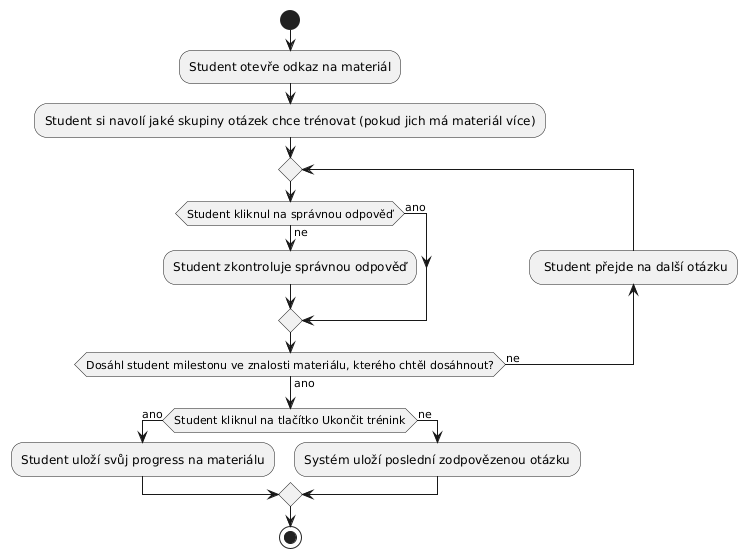 Student otevře odkaz na materiál
Student si navolí jaké skupiny otázek chce trénovat (pokud jich má materiál více)
Student kliknul na správnou odpověď
ano
ne
Student zkontroluje správnou odpověď
Student přejde na další otázku
Dosáhl student milestonu ve znalosti materiálu, kterého chtěl dosáhnout?
ne
ano
ano
Student kliknul na tlačítko Ukončit trénink
ne
Student uloží svůj progress na materiálu
Systém uloží poslední zodpovězenou otázku